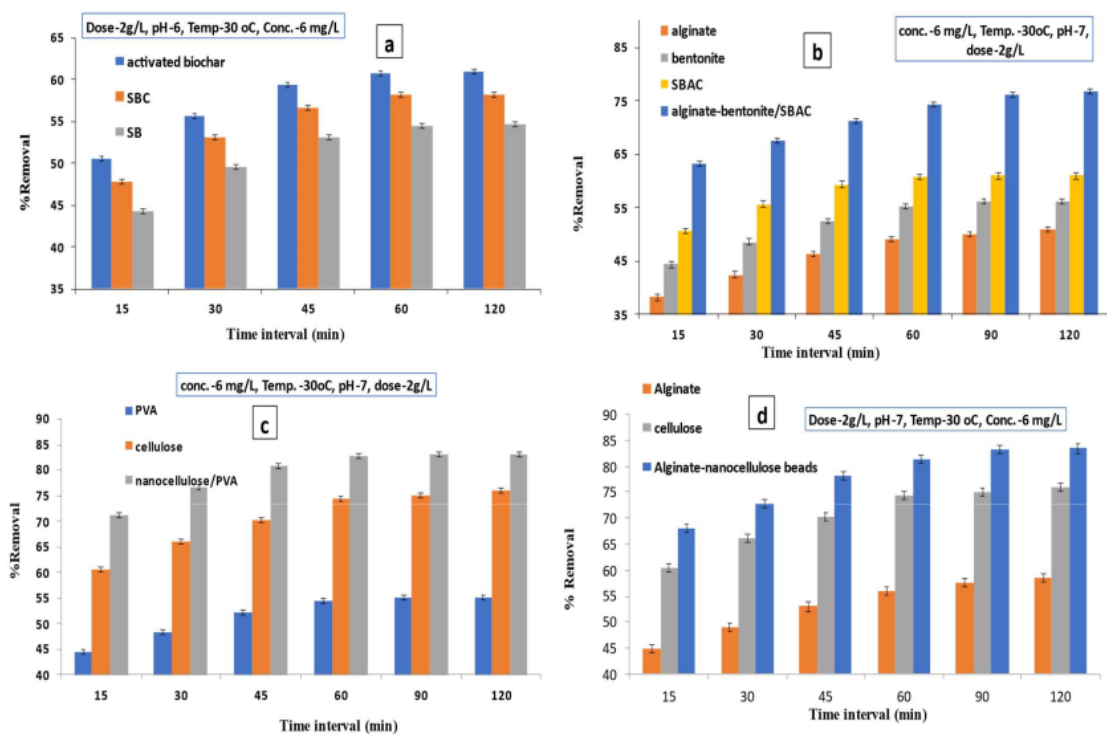 Dose-2g/L, pH-6, Temp-30 oC, Conc.-6 mg/L
a
activated biochar
SBC
SB
65
60
55
50
45
40
35
%Removal
15 30 45 60 120
Time interval (min)
alginate
bentonite
SBAC
alginate-bentonite/SBAC
b
conc.-6 mg/L, Temp. -30oC, pH-7,
dose-2g/L
85
75
65
55
45
35
%Removal
15 30 45 60 90 120
Time interval (min)
conc.-6 mg/L, Temp. -30oC, pH-7, dose-2g/L
PVA
cellulose
nanocellulose/PVA
c
90
85
80
75
70
65
60
55
50
45
40
%Removal
15 30 45 60 90 120
Time interval (min)
Alginate
cellulose
Alginate-nanocellulose beads
d
Dose-2g/L, pH-7, Temp-30 oC, Conc.-6 mg/L
90
85
80
75
70
65
60
55
50
45
40
% Removal
15 30 45 60 90 120
Time interval (min)